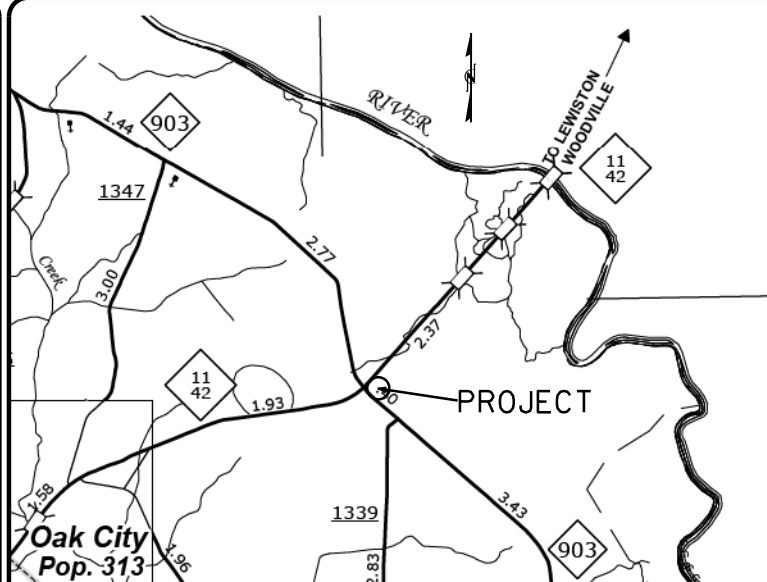 RIVER
TO LEWISTON
WOODVILLE
11
42
1.44
903
1347
2.77
Creek
3.00
2.37
11
42
1.93
PROJECT
1.58
1339
3.43
Oak City
Pop. 313
1.96
2.83
903